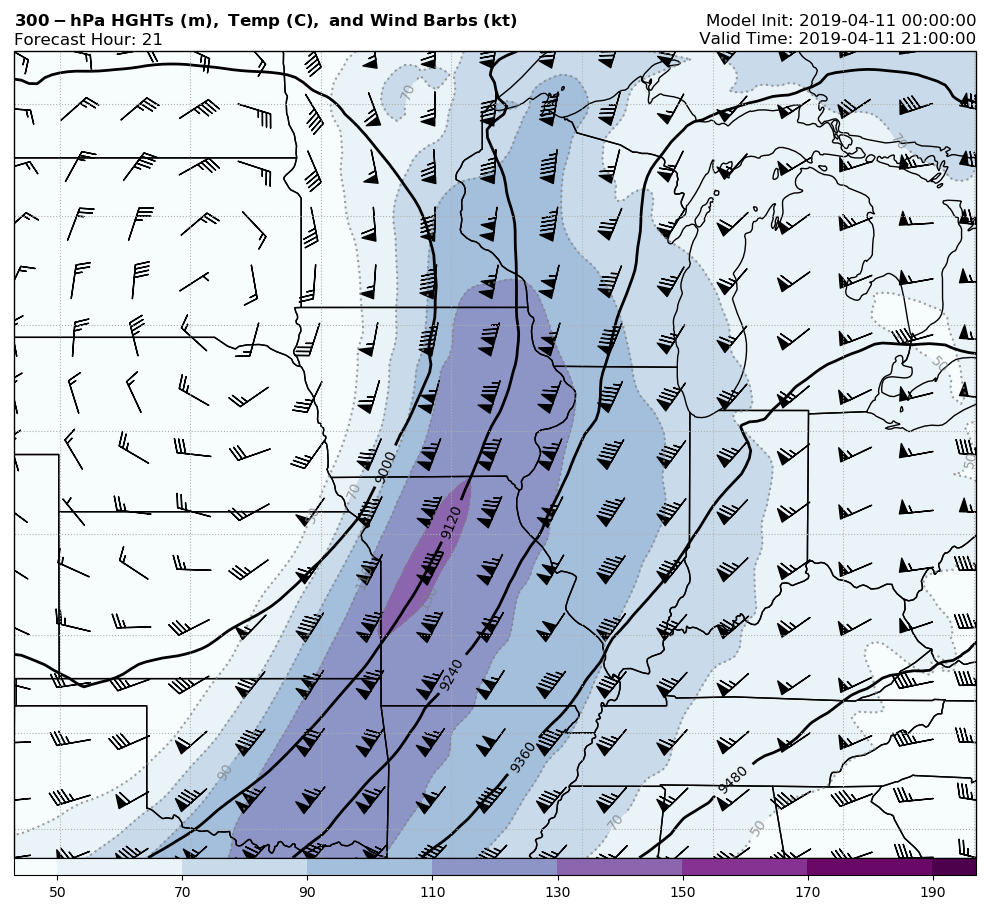 300−hPa HGHTs (m), Temp (C), and Wind Barbs (kt)
Model Init: 2019-04-11 00:00:00
Forecast Hour: 21
Valid Time: 2019-04-11 21:00:00
70
70
50
50
9000
70
50
9120
9240
90
9360
9480
70
50
50 70 90 110 130 150 170 190